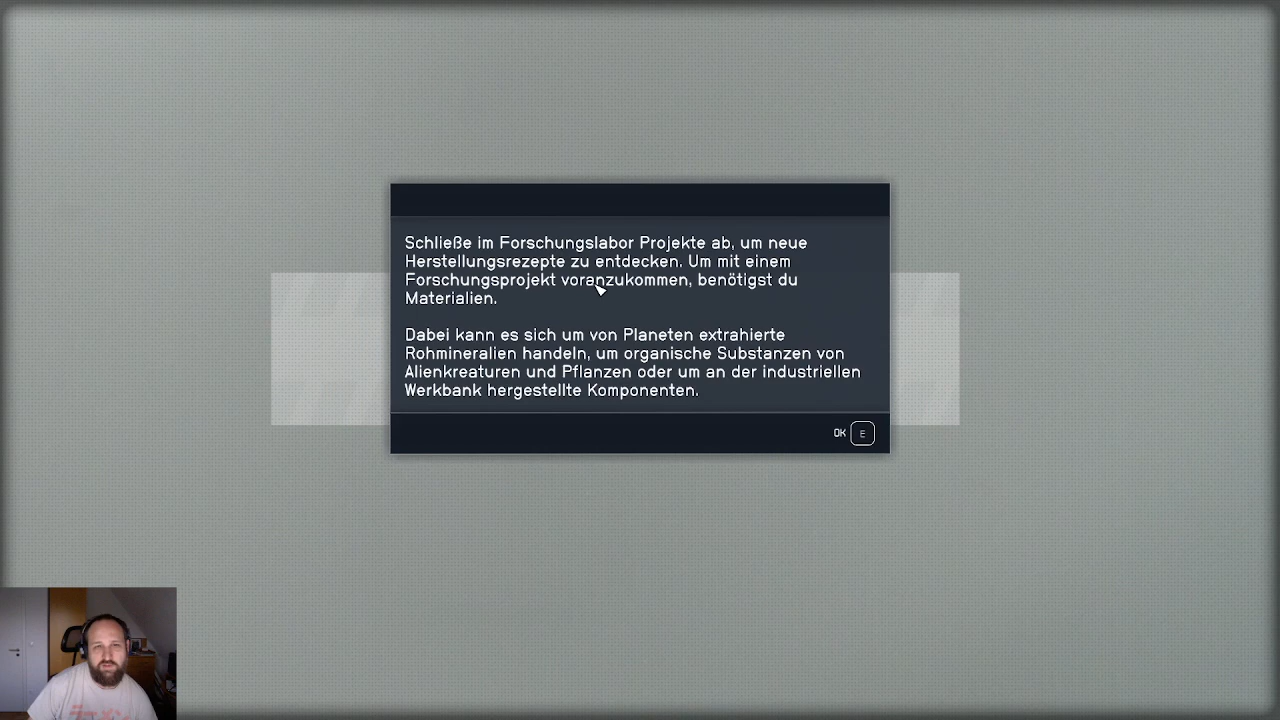 Schließe im Forschungslabor Projekte ab, um neue
Herstellungsrezepte zu entdecken. Um mit einem
Forschungsprojekt voranzukommen, benötigst du
Materialien.
Dabei kann es sich um von Planeten extrahierte
Rohmineralien handeln, um organische Substanzen von
Alienkreaturen und Pflanzen oder um an der industriellen
Werkbank hergestellte Komponenten.
OK E